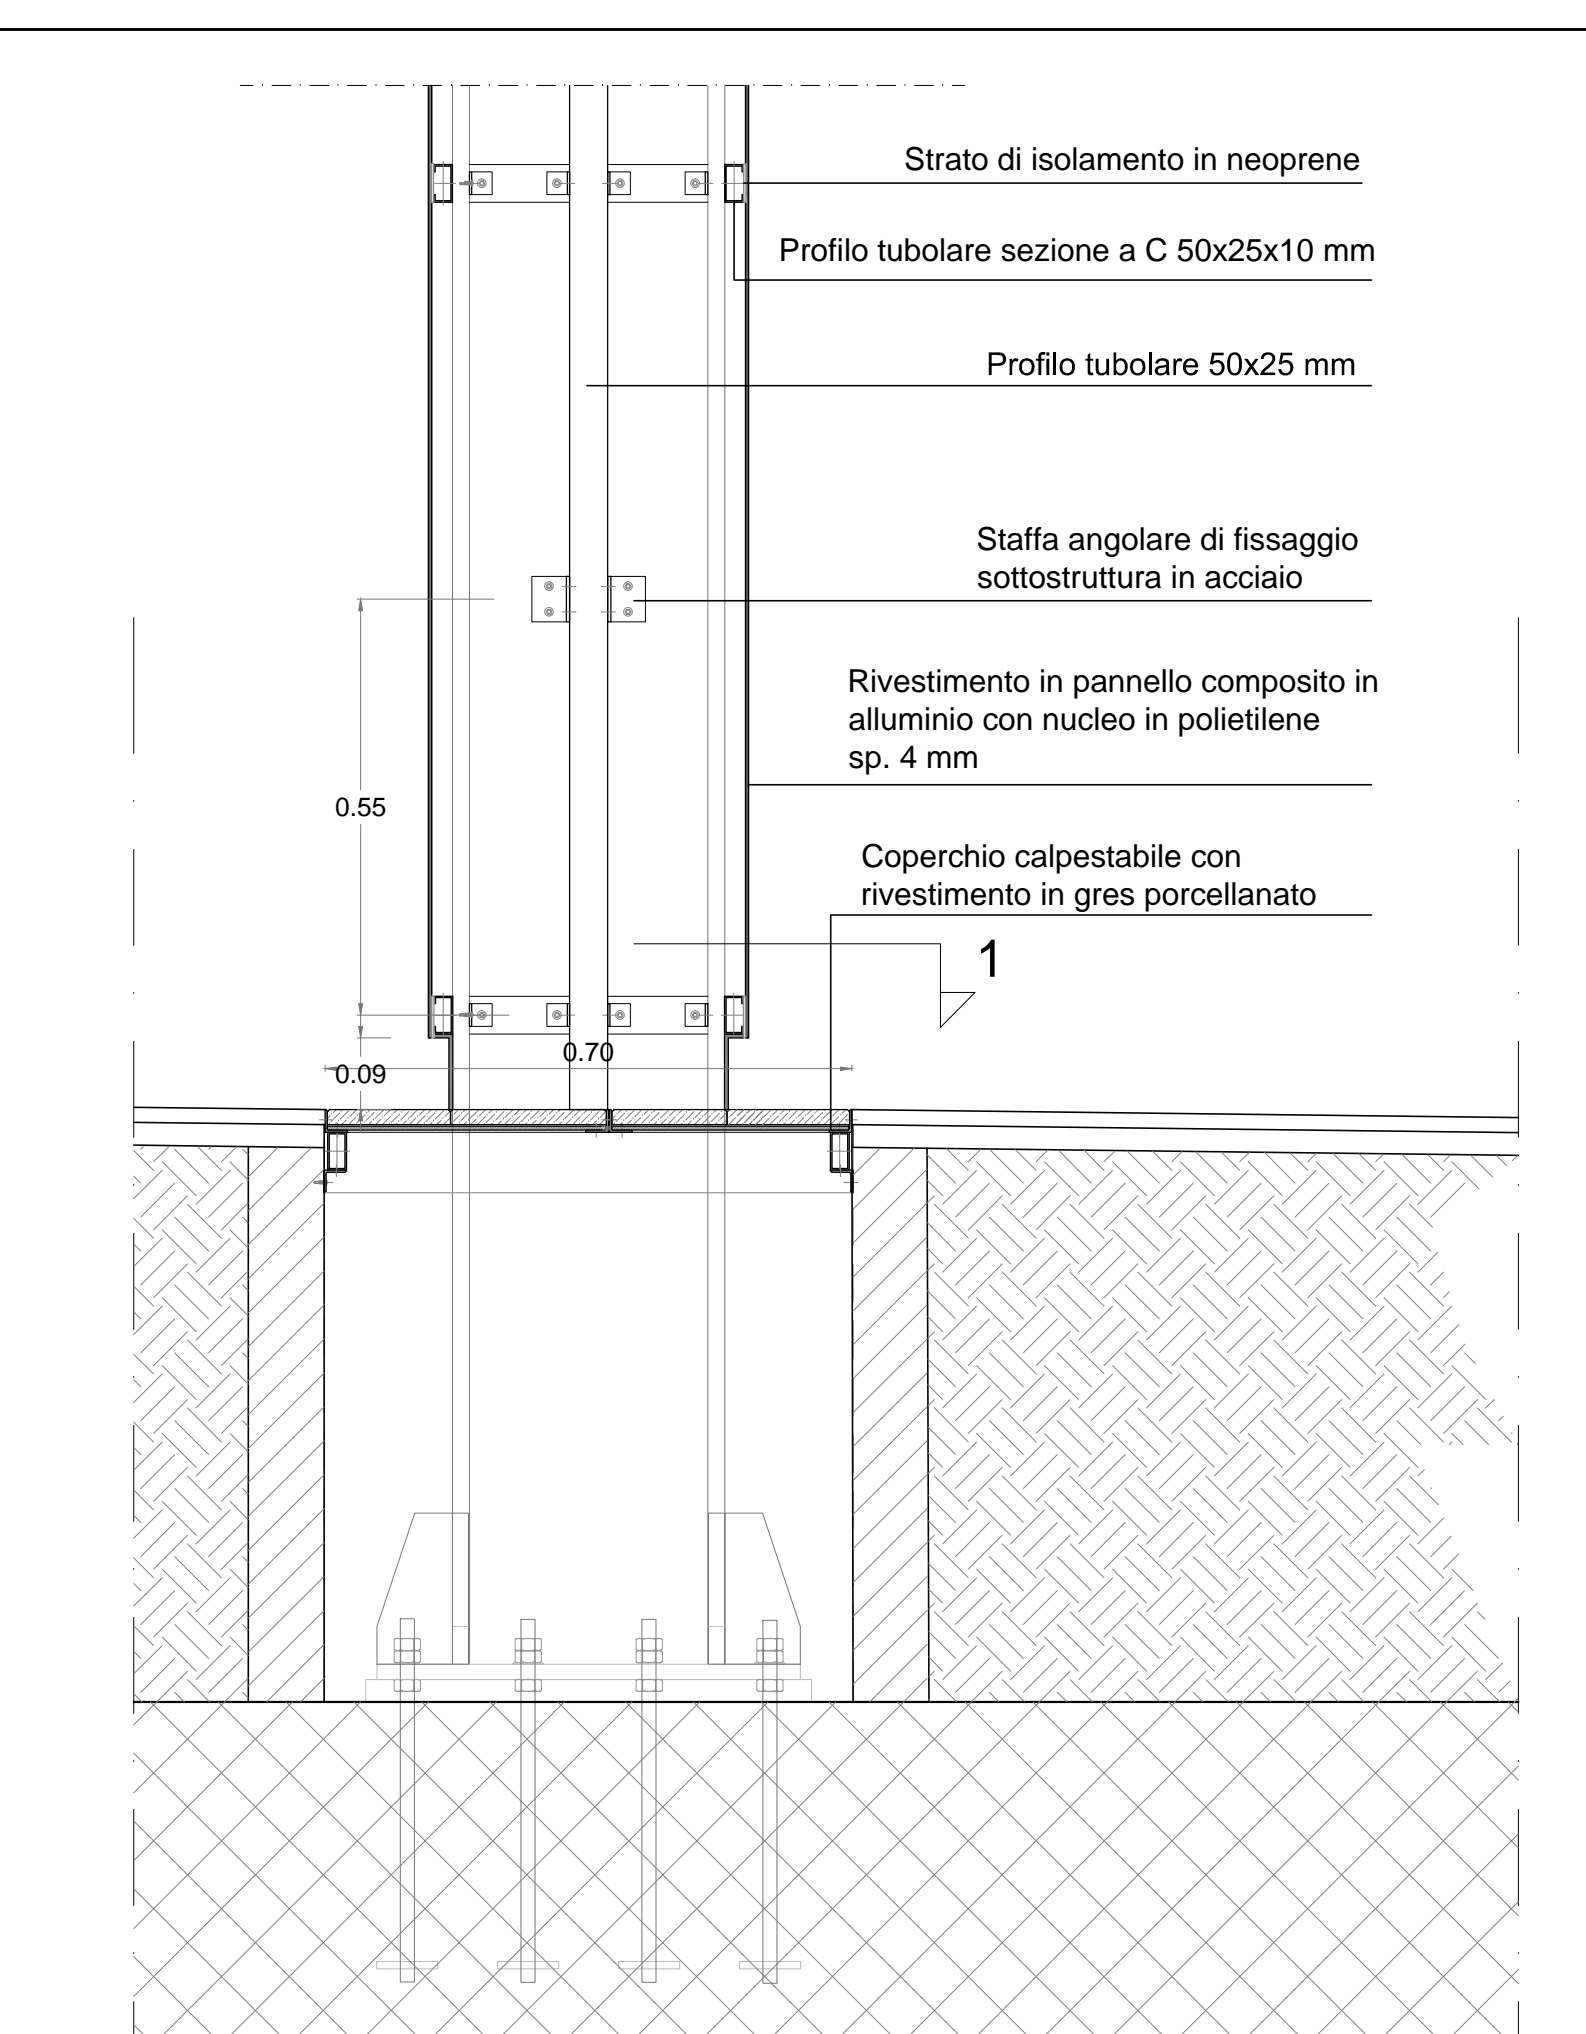 Strato di isolamento in neoprene
Profilo tubolare sezione a C 50x25x10 mm
Profilo tubolare 50x25 mm
Staffa angolare di fissaggio
sottostruttura in acciaio
Rivestimento in pannello composito in
alluminio con nucleo in polietilene
sp. 4 mm
0.55
Coperchio calpestabile con
rivestimento in gres porcellanato
1
0.70
0.09